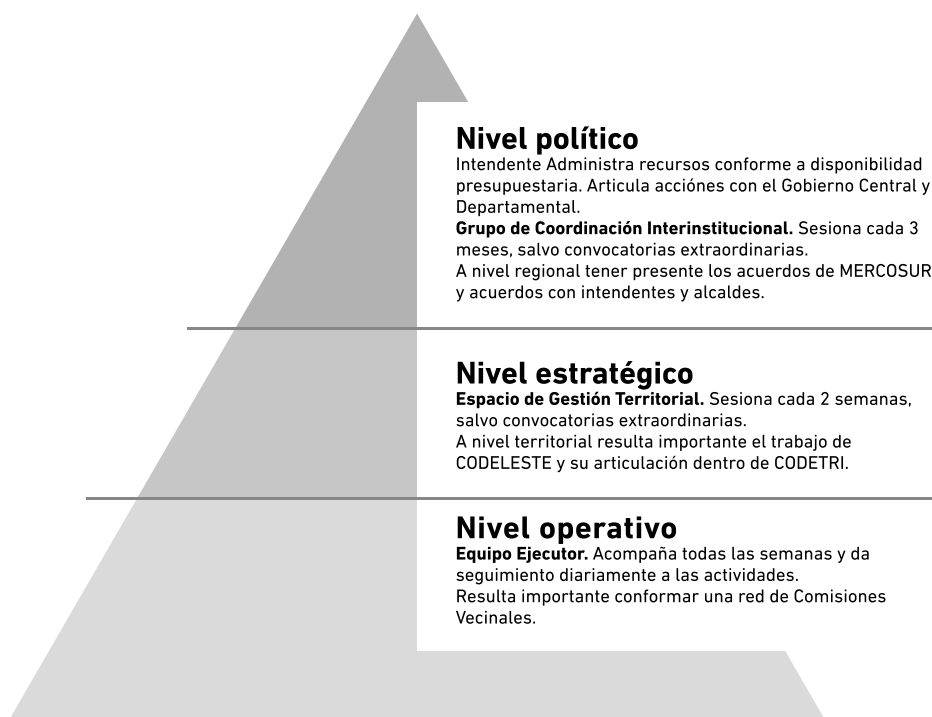 Nivel político
Intendente Administra recursos conforme a disponibilidad
presupuestaria. Articula acciónes con el Gobierno Central y
Departamental.
Grupo de Coordinación Interinstitucional. Sesiona cada 3
meses, salvo convocatorias extraordinarias.
A nivel regional tener presente los acuerdos de MERCOSUR
y acuerdos con intendentes y alcaldes.
Nivel estratégico
Espacio de Gestión Territorial. Sesiona cada 2 semanas,
salvo convocatorias extraordinarias.
A nivel territorial resulta importante el trabajo de
CODELESTE y su articulación dentro de CODETRI.
Nivel operativo
Equipo Ejecutor. Acompaña todas las semanas y da
seguimiento diariamente a las actividades.
Resulta importante conformar una red de Comisiones
Vecinales.